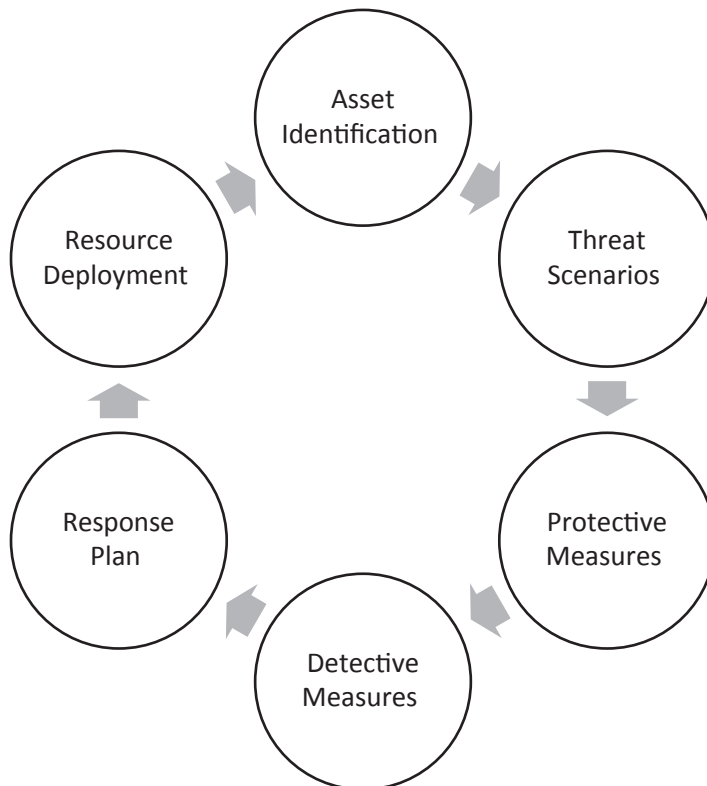 Asset
Identification
Threat
Scenarios
Protective
Measures
Detective
Measures
Response
Plan
Resource
Deployment